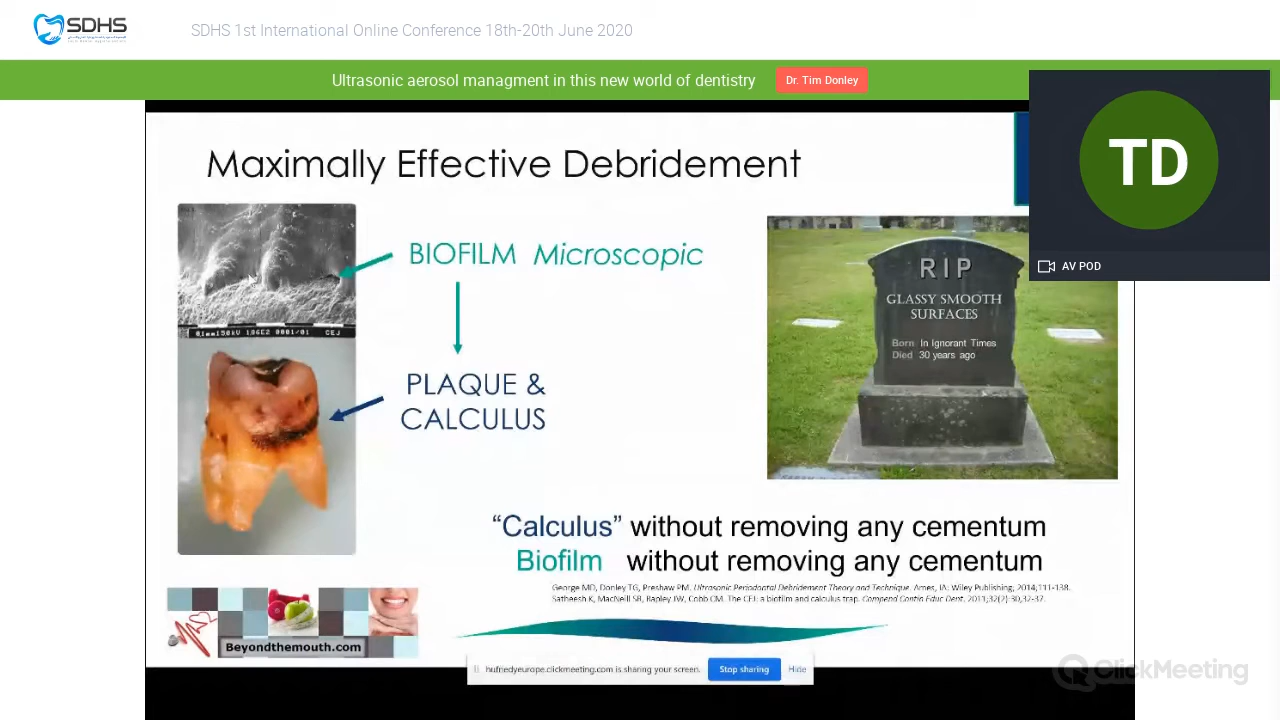 SDHS
SDHS 1st International Online Conference 18th-20th June 2020
Ultrasonic aerosol managment in this new world of dentistry
Dr. Tim Donley
TD
AV POD
Maximally Effective Debridement
BIOFILM Microscopic
PLAQUE &
CALCULUS
RIP
GLASSY SMOOTH
SURFACES
Born In Ignorant Times
Died 30 years ago
"Calculus" without removing any cementum
Biofilm without removing any cementum
George MD, Donley TG, Preshaw PM. Ultrasonic Periodontal Debridement Theory and Technique. Ames, IA: Wiley Publishing; 2014;111-138.
Satheesh K, MacNeill SR, Rapley JW, Cobb CM. The CEJ: a biofilm and calculus trap. Compend Contin Educ Dent. 2011;32(2):30,32-37.
Beyondthemouth.com
hufriedyeurope.clickmeeting.com is sharing your screen.
Stop sharing
Hide
ClickMeeting